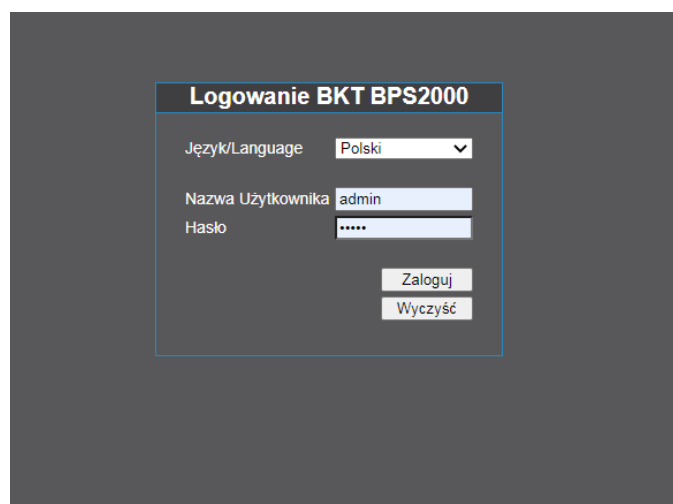 Logowanie BKT BPS2000
Język/Language Polski
Nazwa Użytkownika admin
Hasło •••••
Zaloguj
Wyczyść